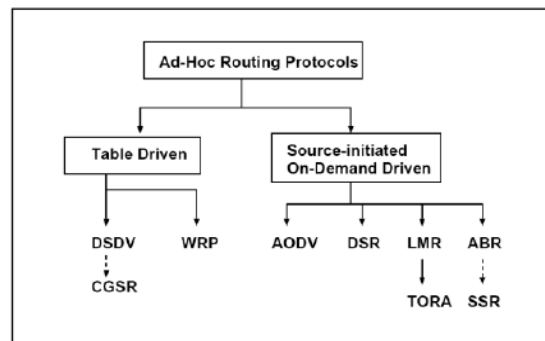 Ad-Hoc Routing Protocols
Table Driven
Source-initiated
On-Demand Driven
DSDV WRP AODV DSR LMR ABR
CGSR TORA SSR